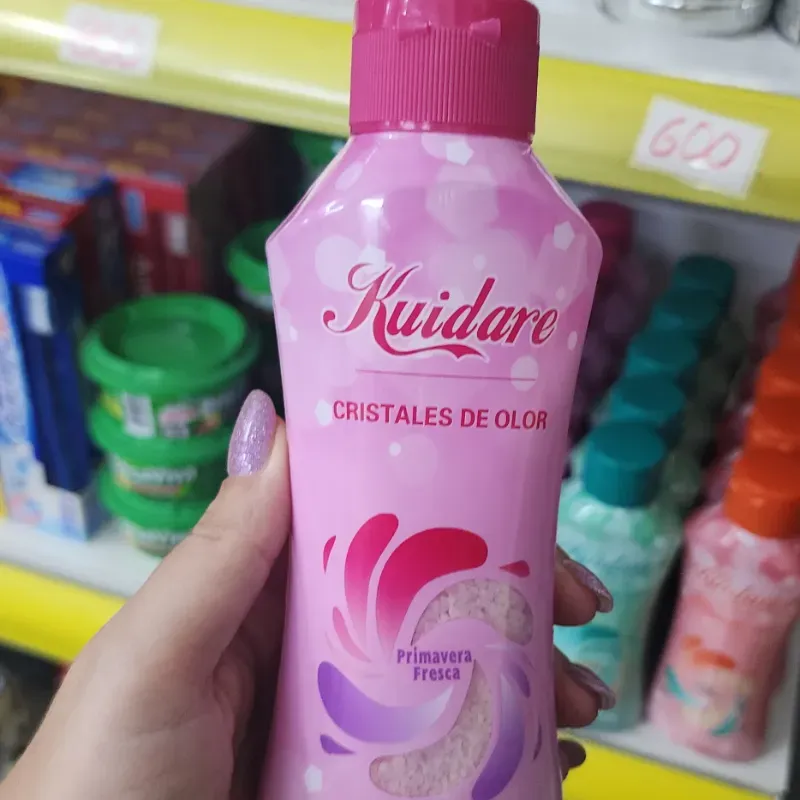 600
Kuidare
CRISTALES DE OLOR
Primavera
Fresca